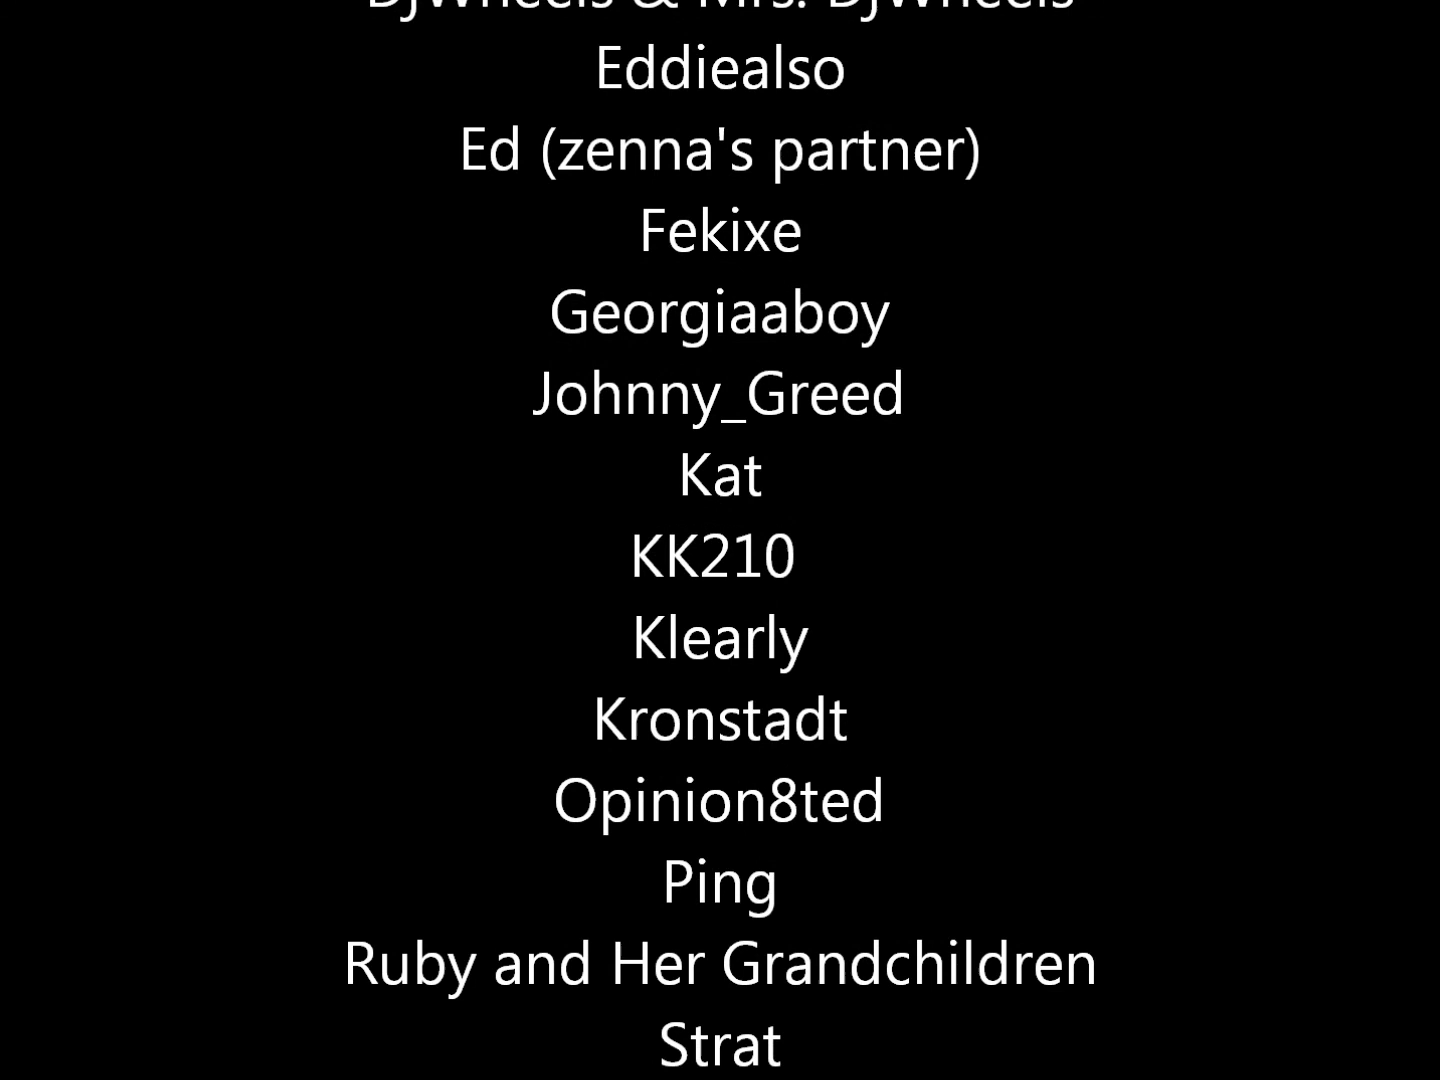 DJWheels & Mrs. DJWheels
Eddiealso
Ed (zenna's partner)
Fekixe
Georgiaaboy
Johnny_Greed
Kat
KK210
Klearly
Kronstadt
Opinion8ted
Ping
Ruby and Her Grandchildren
Strat